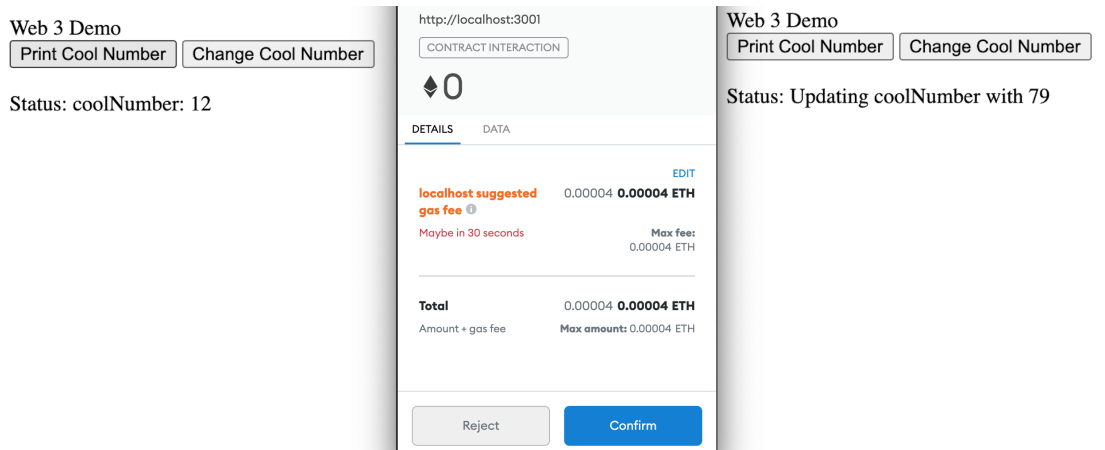 Web 3 Demo
Print Cool Number Change Cool Number
Status: coolNumber: 12
http://localhost:3001
CONTRACT INTERACTION
0
DETAILS DATA
EDIT
localhost suggested 0.00004 0.00004 ETH
gas fee
Maybe in 30 seconds Max fee:
0.00004 ETH
Total 0.00004 0.00004 ETH
Amount + gas fee Max amount: 0.00004 ETH
Reject Confirm
Web 3 Demo
Print Cool Number Change Cool Number
Status: Updating coolNumber with 79